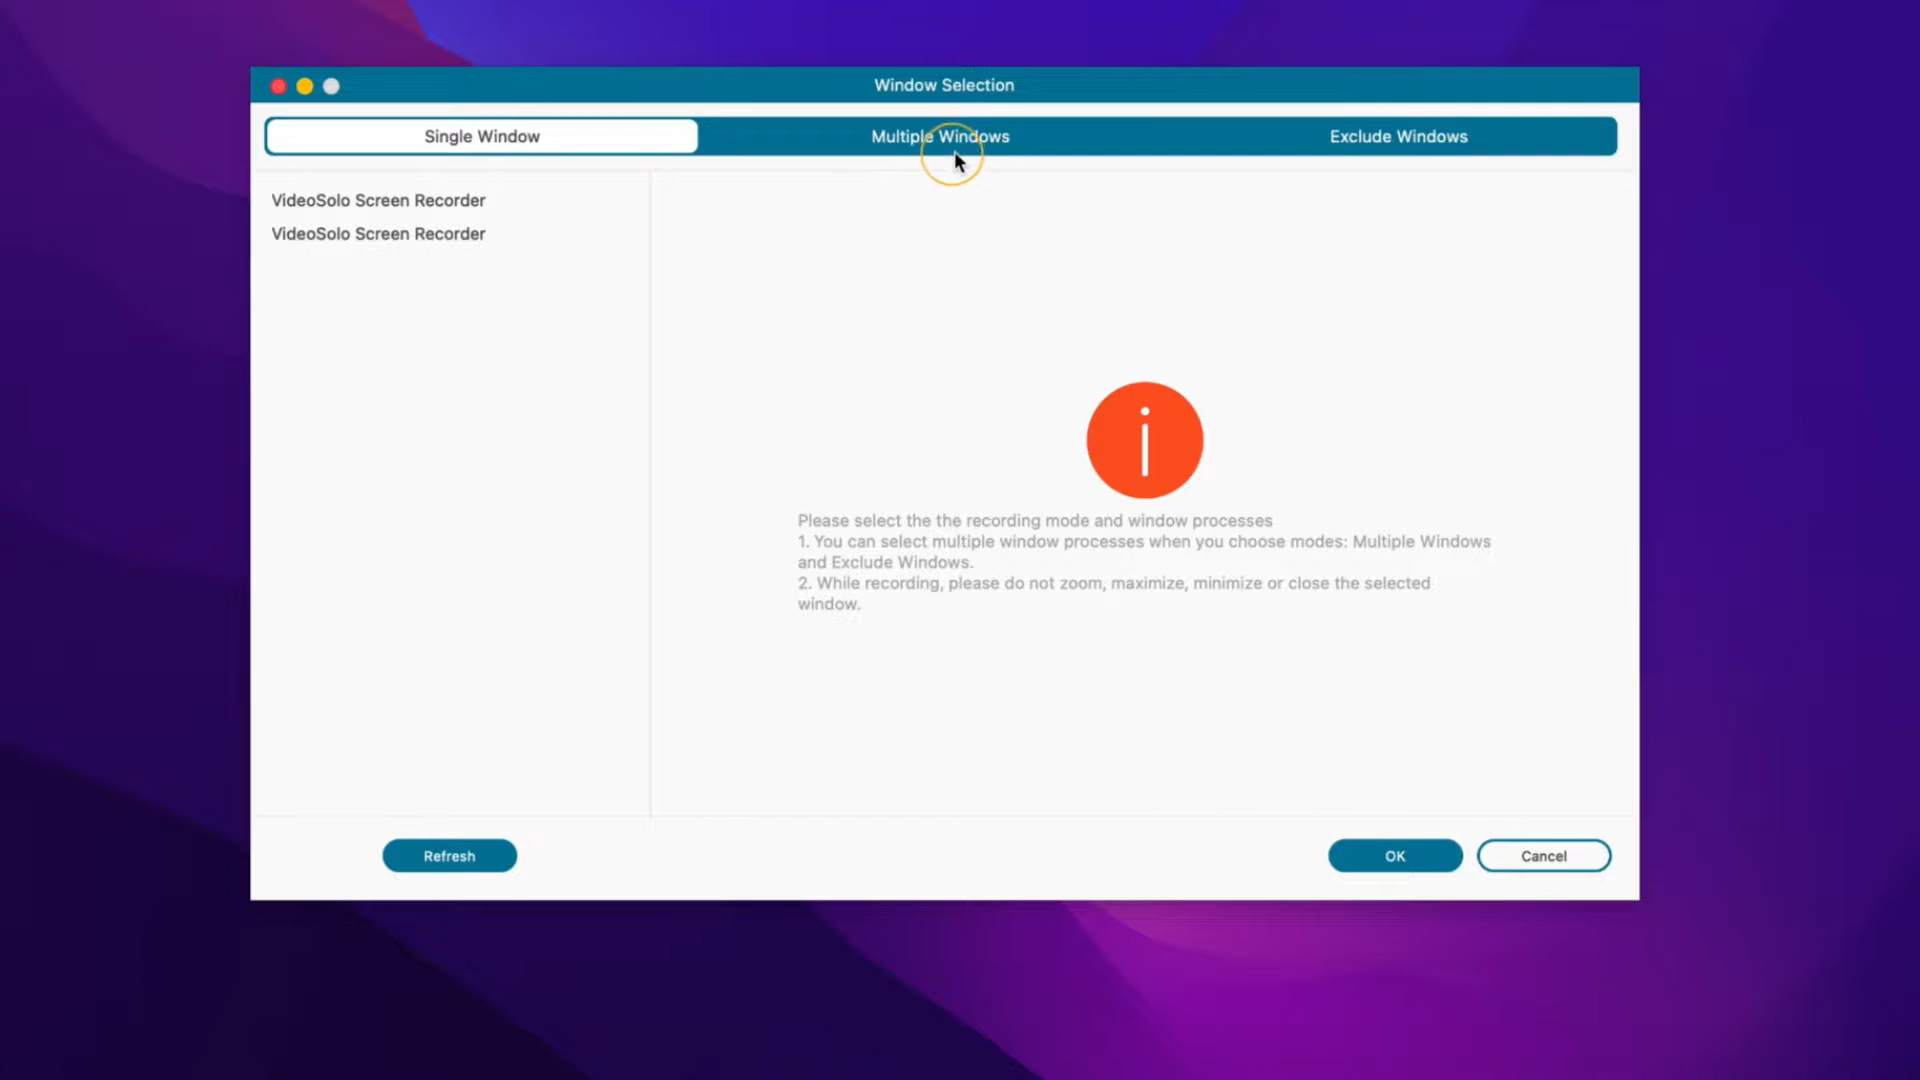 Window Selection
Single Window
Multiple Windows
Exclude Windows
VideoSolo Screen Recorder
VideoSolo Screen Recorder
Please select the the recording mode and window processes
1. You can select multiple window processes when you choose modes: Multiple Windows
and Exclude Windows.
2. While recording, please do not zoom, maximize, minimize or close the selected
window.
Refresh
OK
Cancel